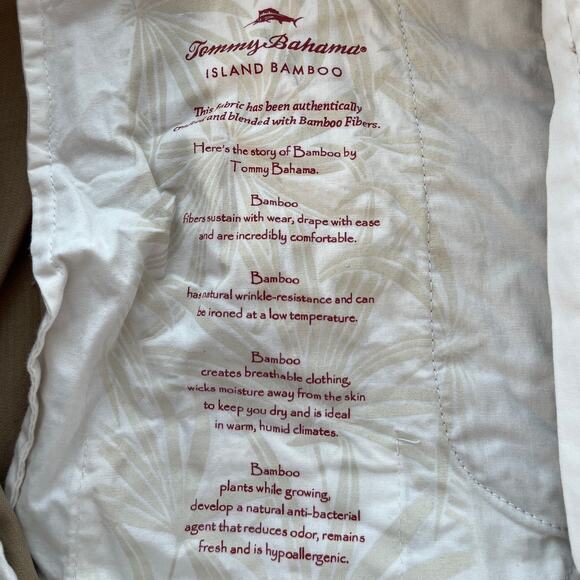 Tommy Bahama®
ISLAND BAMBOO
This fabric has been authentically
and blended with Bamboo Fibers.
Here's the story of Bamboo by
Tommy Bahama.
Bamboo
fibers sustain with wear, drape with ease
and are incredibly comfortable.
Bamboo
has natural wrinkle-resistance and can
be ironed at a low temperature.
Bamboo
creates breathable clothing,
wicks moisture away from the skin
to keep you dry and is ideal
in warm, humid climates.
Bamboo
plants while growing,
develop a natural anti-bacterial
agent that reduces odor, remains
fresh and is hypoallergenic.